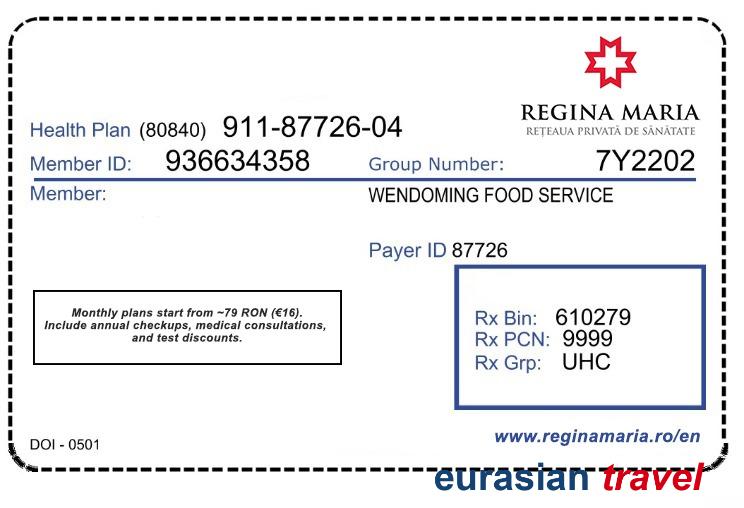 REGINA MARIA
REȚEAUA PRIVATĂ DE SĂNĂTATE
Health Plan (80840) 911-87726-04
Member ID: 936634358 Group Number: 7Y2202
Member: WENDOMING FOOD SERVICE
Payer ID 87726
Monthly plans start from ~79 RON (€16).
Include annual checkups, medical consultations,
and test discounts.
Rx Bin: 610279
Rx PCN: 9999
Rx Grp: UHC
DOI - 0501
www.reginamaria.ro/en
eurasian travel